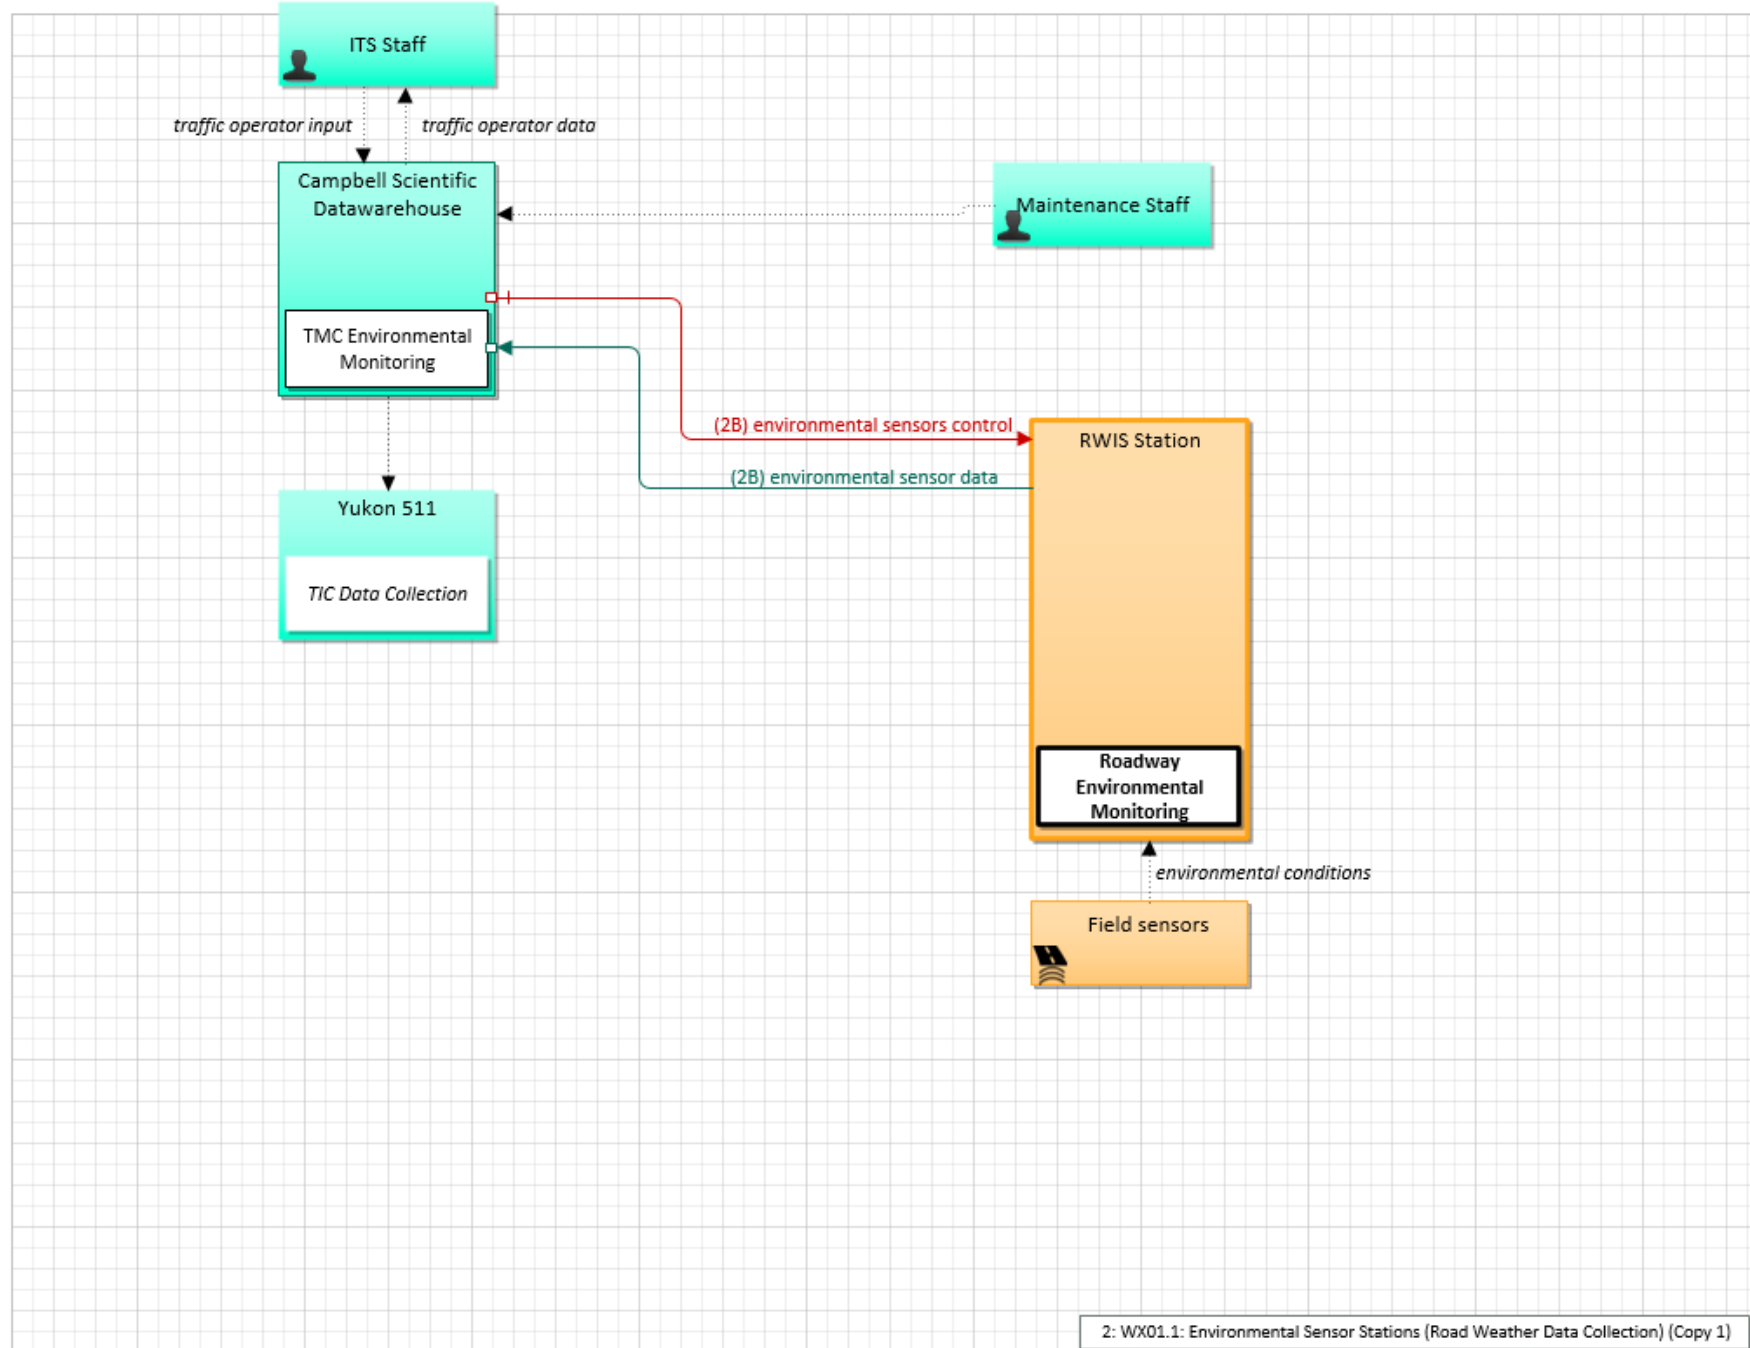 ITS Staff
traffic operator input
traffic operator data
Campbell Scientific
Datawarehouse
Maintenance Staff
TMC Environmental
Monitoring
(2B) environmental sensors control
RWIS Station
(2B) environmental sensor data
Yukon 511
TIC Data Collection
Roadway
Environmental
Monitoring
environmental conditions
Field sensors
2: WX01.1: Environmental Sensor Stations (Road Weather Data Collection) (Copy 1)